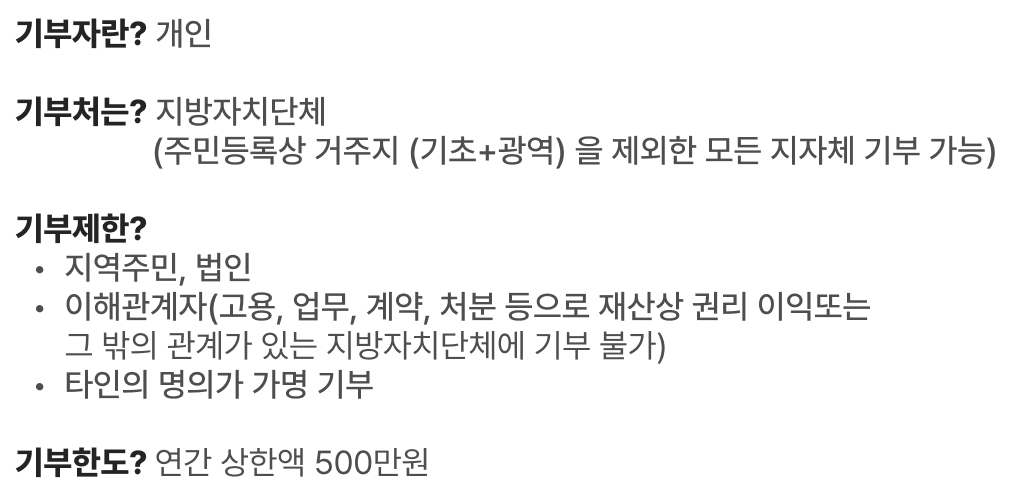 기부자란? 개인
기부처는? 지방자치단체
(주민등록상 거주지 (기초+광역) 을 제외한 모든 지자체 기부 가능)
기부제한?
• 지역주민, 법인
• 이해관계자(고용, 업무, 계약, 처분 등으로 재산상 권리 이익또는
그 밖의 관계가 있는 지방자치단체에 기부 불가)
• 타인의 명의가 가명 기부
기부한도? 연간 상한액 500만원